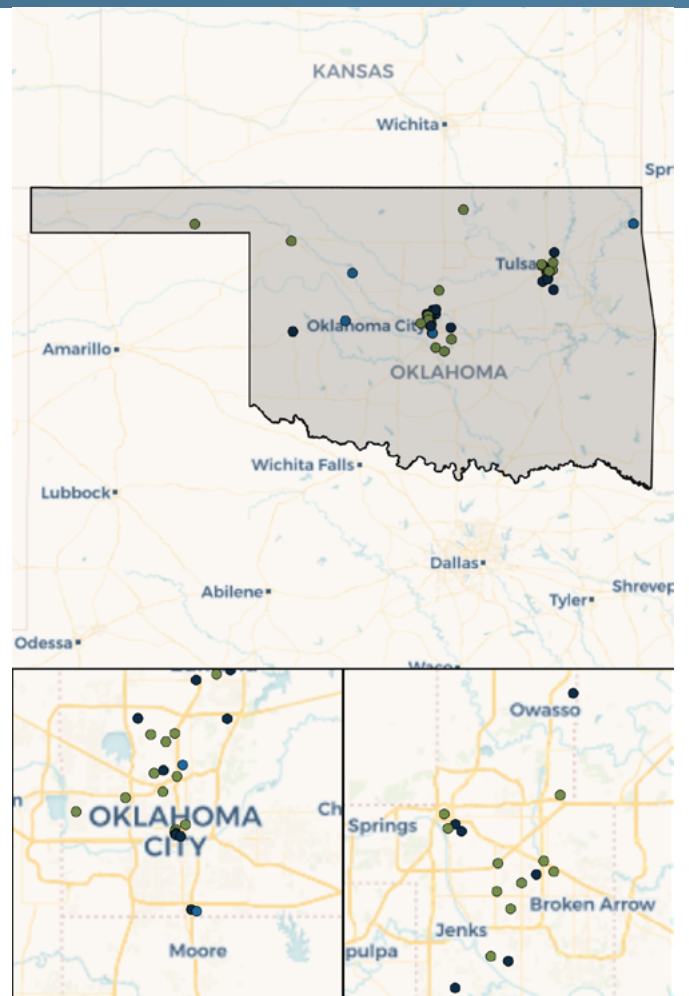 KANSAS
Wichita
Spr
Tulsa
Oklahoma City
Amarillo
OKLAHOMA
Wichita Falls
Lubbock
Dallas
Abilene
Shrevep
Tyler
Odessa
Waco
Owasso
n
OKLAHOMA
CITY
Ch
Springs
Broken Arrow
Jenks
Moore
pulpa